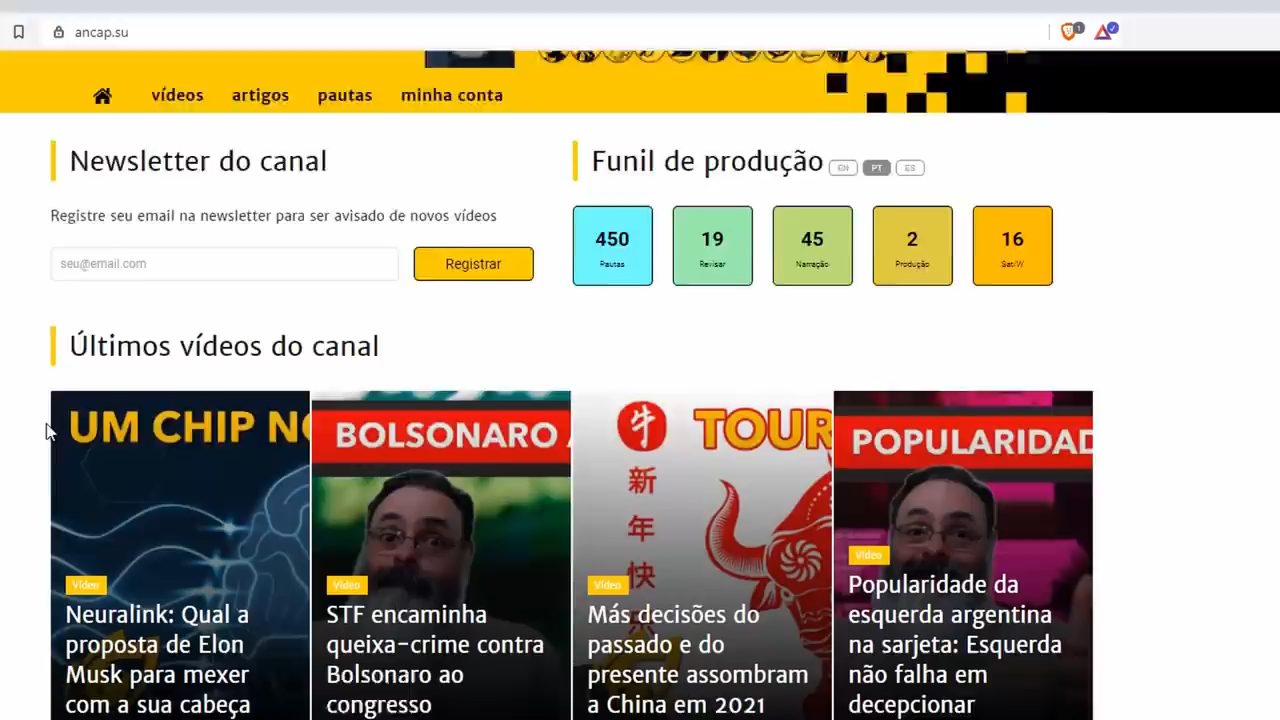 ancap.su
vídeos artigos pautas minha conta
Newsletter do canal
Registre seu email na newsletter para ser avisado de novos vídeos
seu@email.com
Registrar
Funil de produção EN PT ES
450 19 45 2 16
Pautas Revisar Narração Produção Sat/W
Últimos vídeos do canal
UM CHIP NO
Vídeo
Neuralink: Qual a
proposta de Elon
Musk para mexer
com a sua cabeça
BOLSONARO A
Vídeo
STF encaminha
queixa-crime contra
Bolsonaro ao
congresso
牛
新
年
快
TOUR
Vídeo
Más decisões do
passado e do
presente assombram
a China em 2021
POPULARIDAD
Vídeo
Popularidade da
esquerda argentina
na sarjeta: Esquerda
não falha em
decepcionar